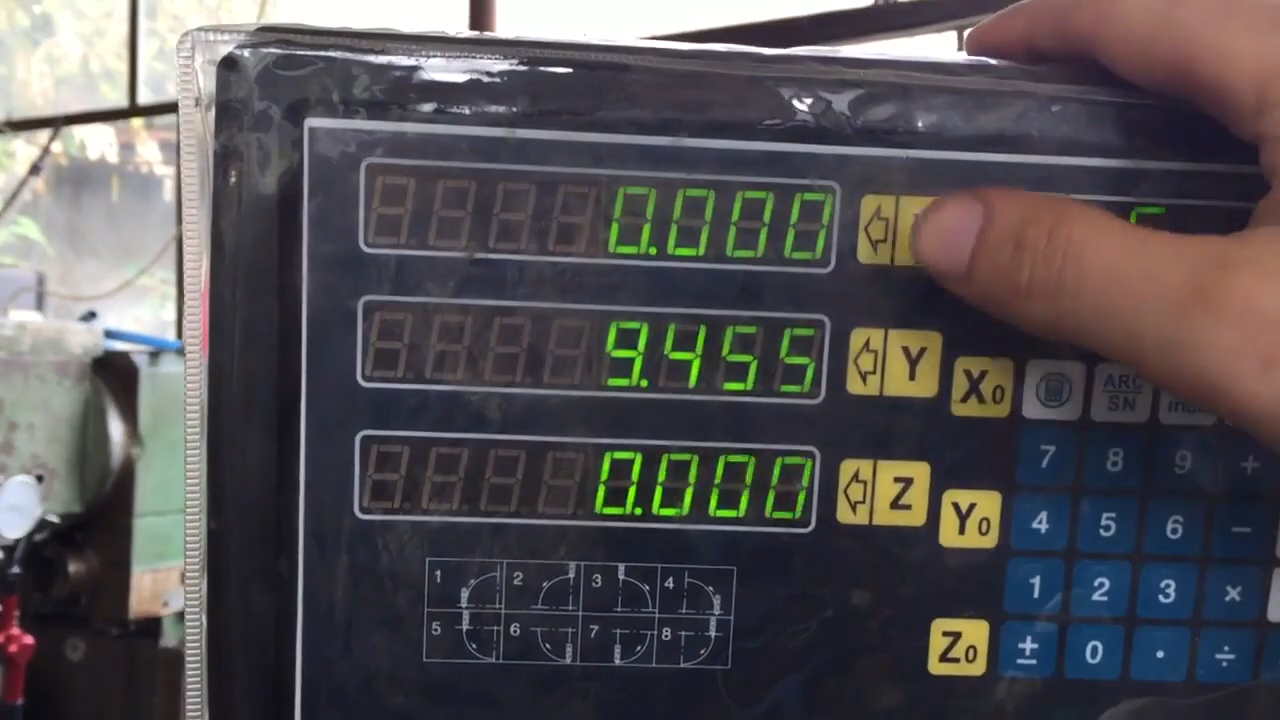 0.000
9.455 Y X0 ARC
SN
0.000 Z Y0
7 8 9 +
4 5 6 −
1 2 3 ×
Z0 ± 0 . ÷
1 2 3 4
5 6 7 8